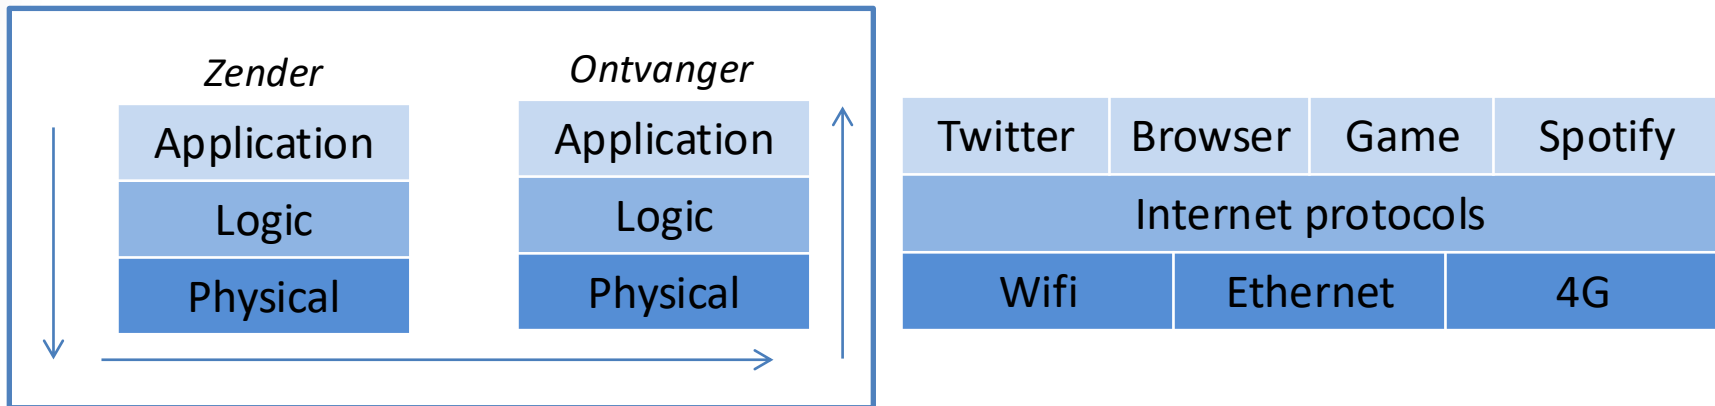 Zender
Application
Logic
Physical
Ontvanger
Application
Logic
Physical
Twitter Browser Game Spotify
Internet protocols
Wifi Ethernet 4G